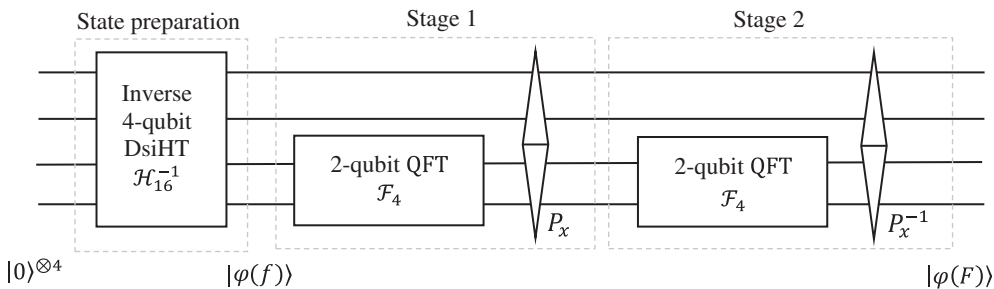 State preparation
Stage 1
Stage 2
Inverse
4-qubit
DsiHT
ℋ₁₆⁻¹
2-qubit QFT
ℱ₄
Pₓ
2-qubit QFT
ℱ₄
Pₓ⁻¹
|0⟩^⊗4
|φ(f)⟩
|φ(F)⟩